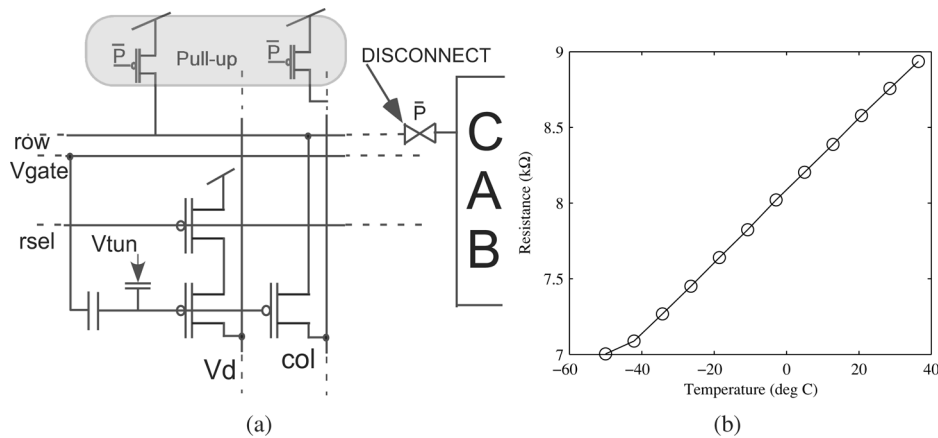 P̄
Pull-up
P̄
DISCONNECT
P̄
row
Vgate
rsel
Vtun
Vd
col
C
A
B
(a)
Resistance (kΩ)
9
8.5
8
7.5
7
−60
−40
−20
0
20
40
Temperature (deg C)
(b)